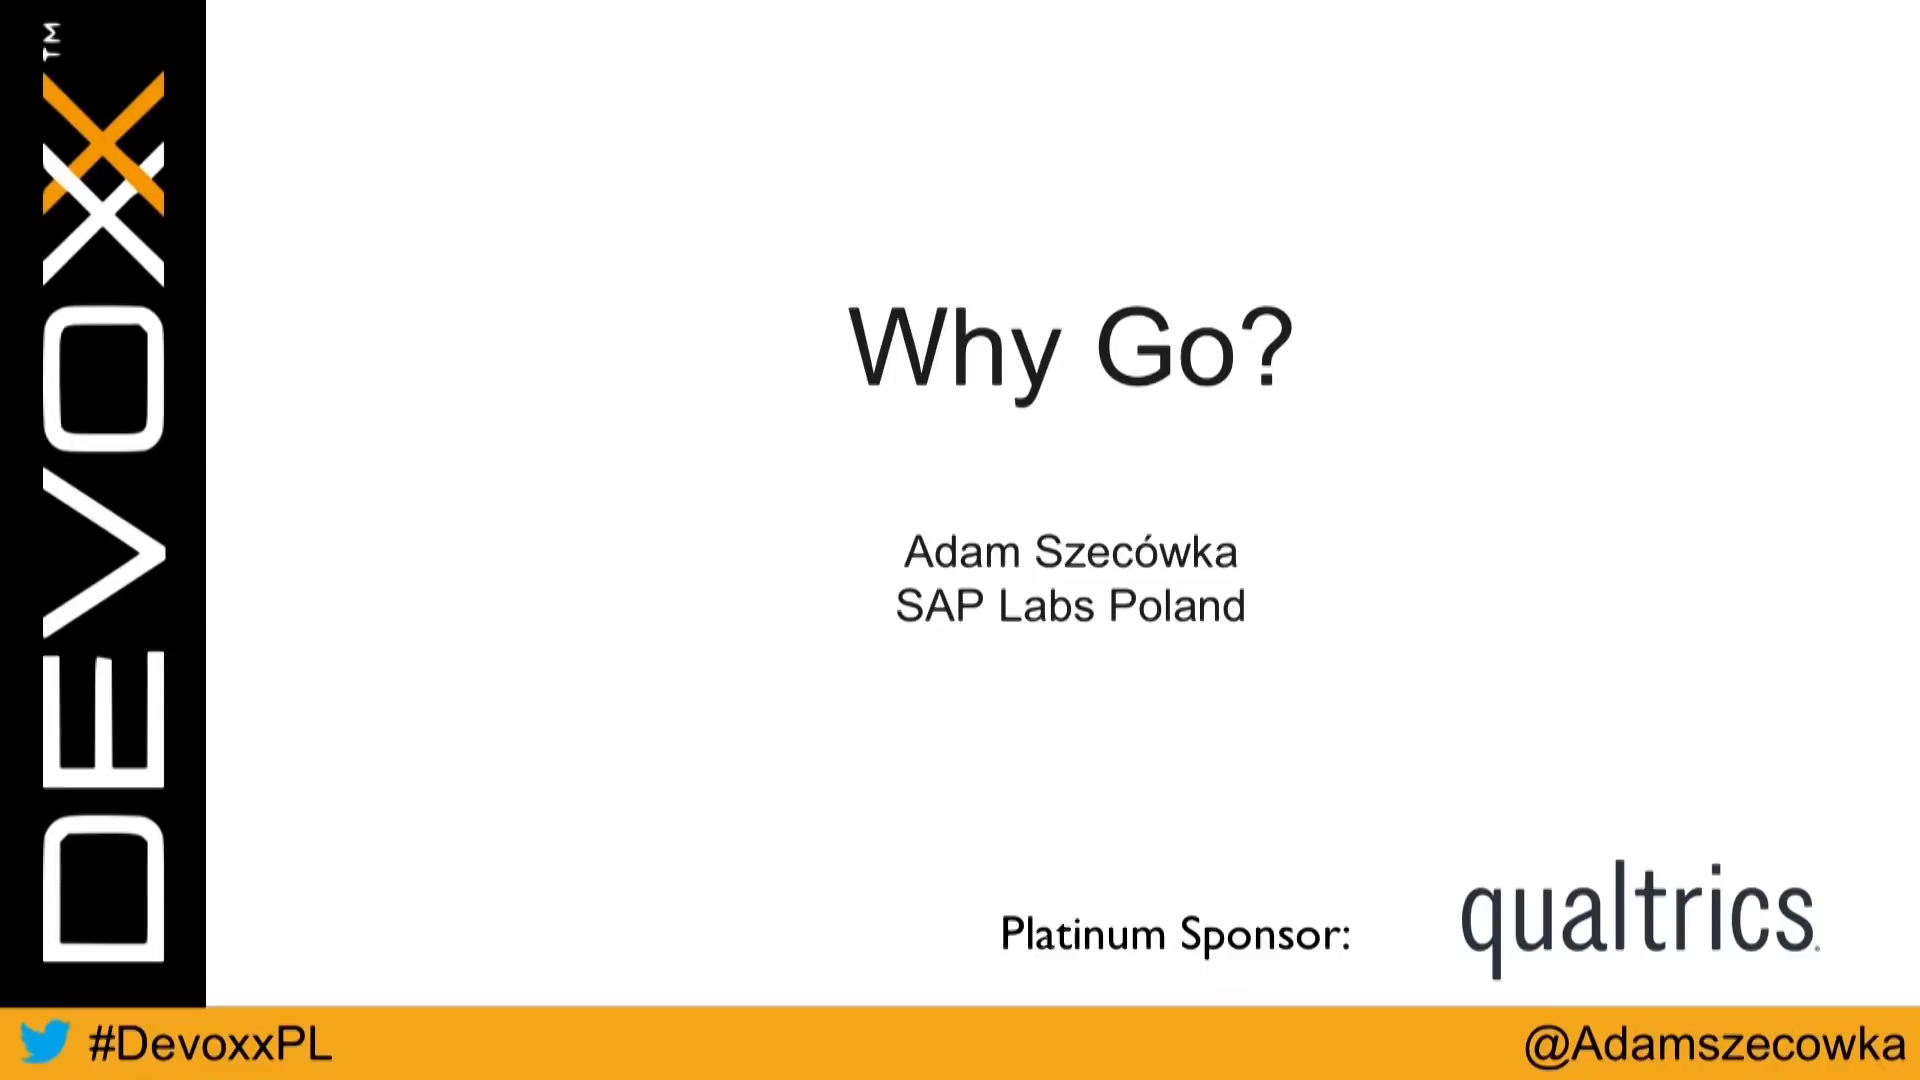 DEVOXX™
Why Go?
Adam Szecówka
SAP Labs Poland
Platinum Sponsor:
qualtrics
#DevoxxPL
@Adamszecowka